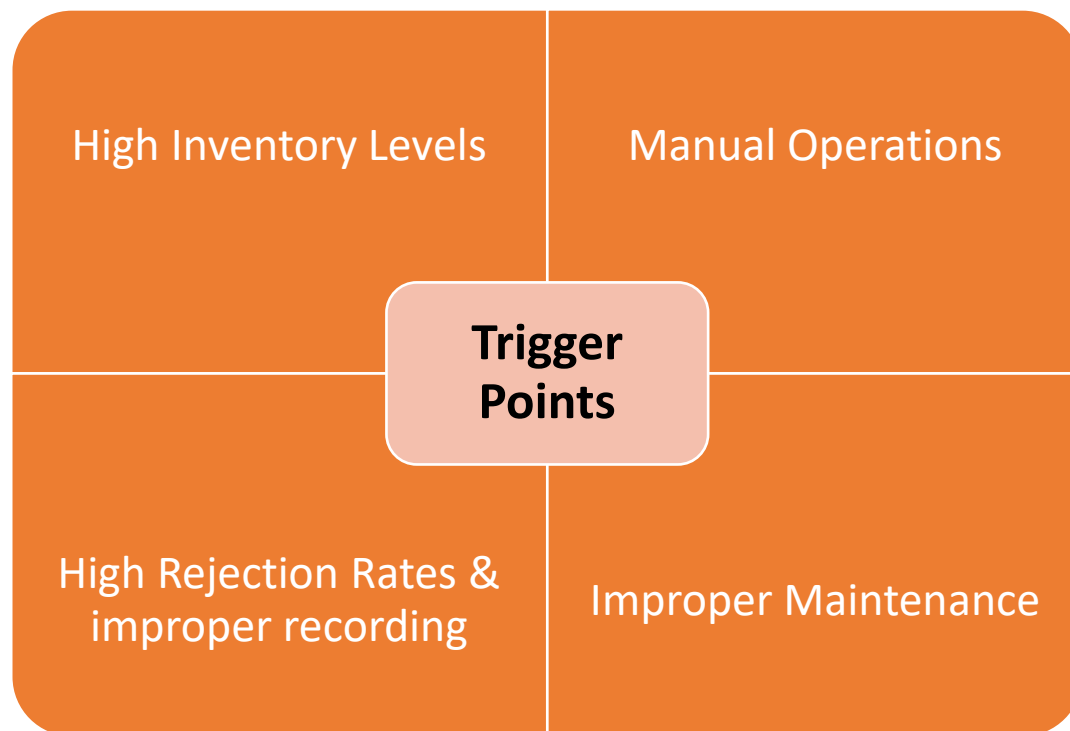 High Inventory Levels
Manual Operations
Trigger
Points
High Rejection Rates &
improper recording
Improper Maintenance